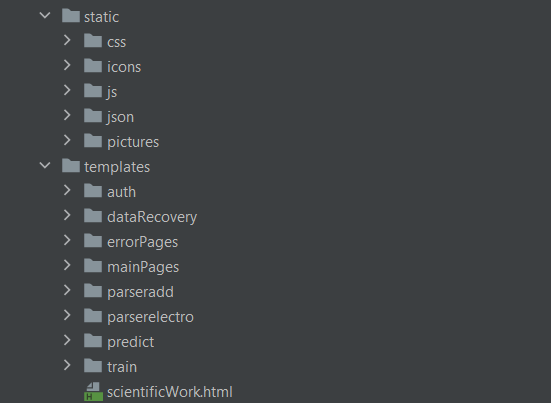 static
css
icons
js
json
pictures
templates
auth
dataRecovery
errorPages
mainPages
parseradd
parserelectro
predict
train
H scientificWork.html